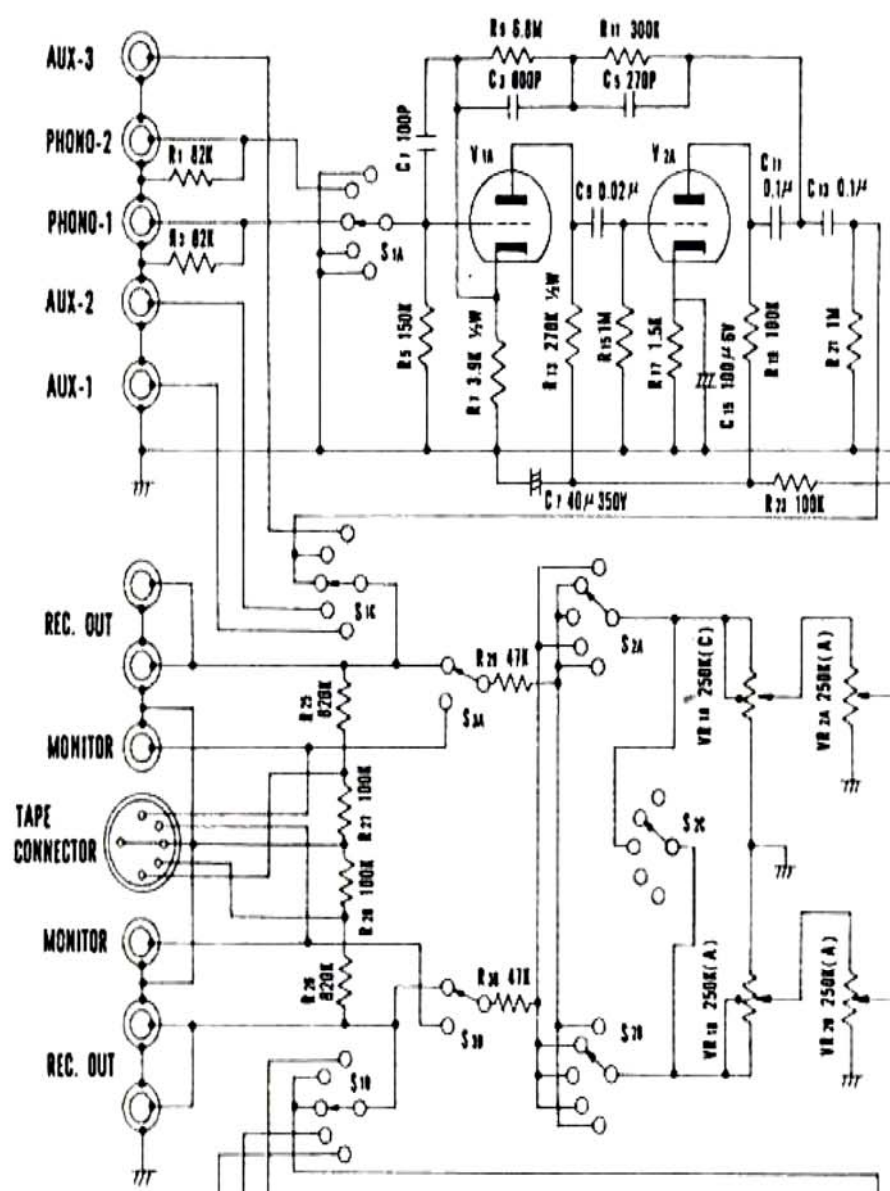 AUX-3
PHONO-2
PHONO-1
AUX-2
AUX-1
R1 82K
R3 82K
S1A
C1 100P
R9 6.8M
R11 300K
C3 800P
C5 270P
V1A
V2A
C9 0.02μ
C11 0.1μ
C13 0.1μ
R5 150K
R7 3.9K ½W
R13 270K ½W
R15 1M
R17 1.5K
C15 100μ 6V
R19 100K
R21 1M
C7 40μ 350V
R23 100K
REC. OUT
MONITOR
TAPE CONNECTOR
MONITOR
REC. OUT
S1C
R29 47K
S2A
S3A
R25 820K
R27 100K
R28 100K
R26 820K
VR1A 250K(C)
VR2A 250K(A)
S2C
R30 47K
S3B
S2B
VR1B 250K(A)
VR2B 250K(A)
S1D